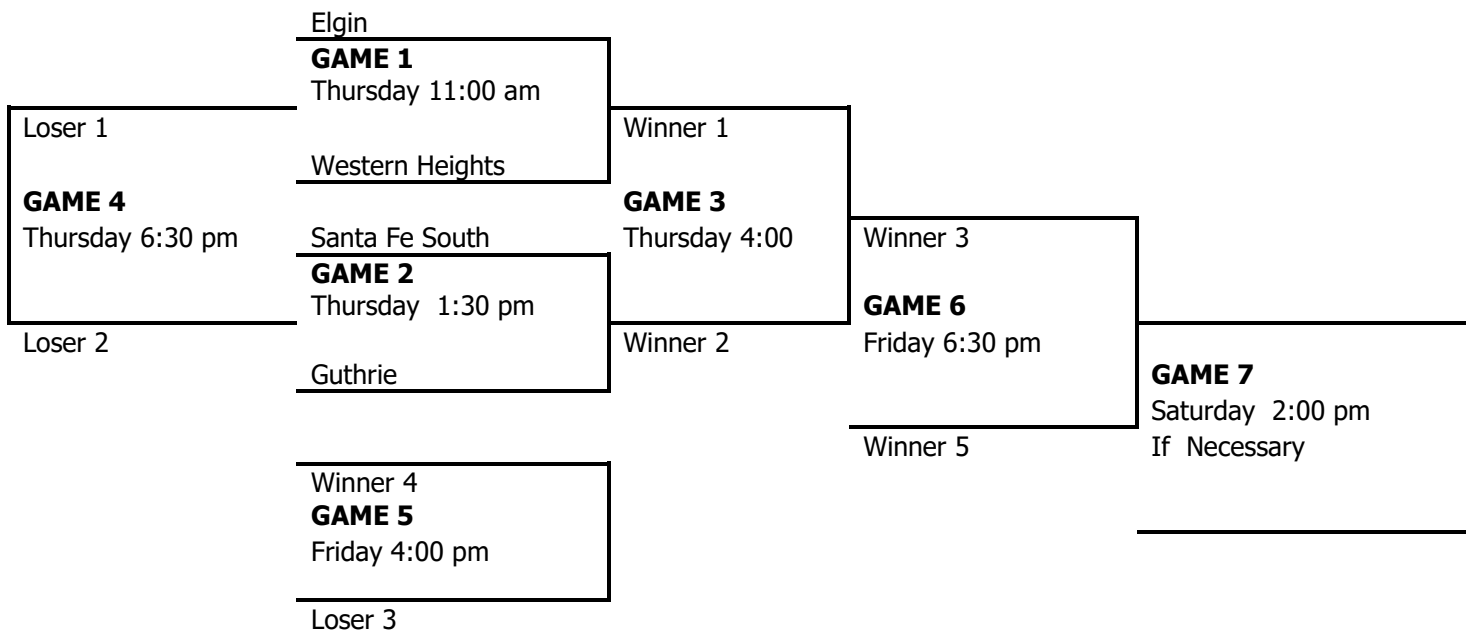 Elgin
GAME 1
Thursday 11:00 am
Loser 1
Winner 1
Western Heights
GAME 4
GAME 3
Thursday 6:30 pm
Santa Fe South
Thursday 4:00
Winner 3
GAME 2
Thursday 1:30 pm
GAME 6
Loser 2
Winner 2
Friday 6:30 pm
Guthrie
GAME 7
Saturday 2:00 pm
Winner 5
If Necessary
Winner 4
GAME 5
Friday 4:00 pm
Loser 3